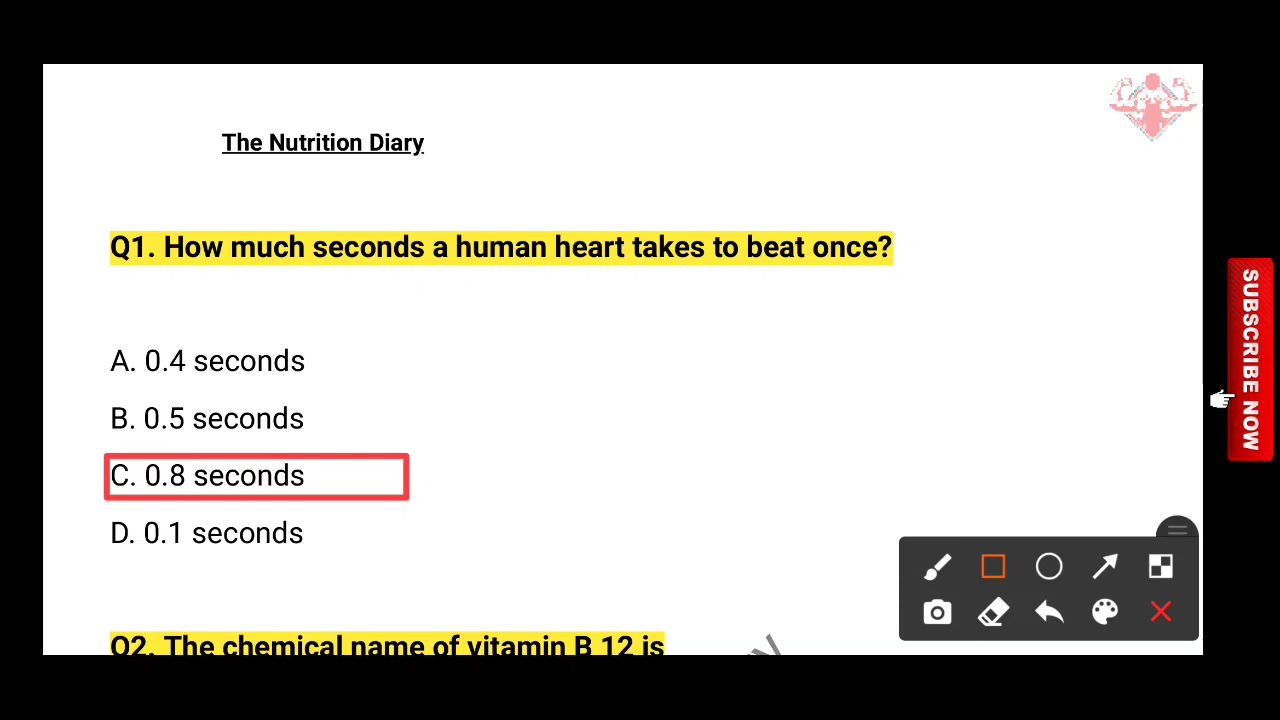 The Nutrition Diary
Q1. How much seconds a human heart takes to beat once?
A. 0.4 seconds
B. 0.5 seconds
C. 0.8 seconds
D. 0.1 seconds
Q2. The chemical name of vitamin B 12 is
SUBSCRIBE NOW